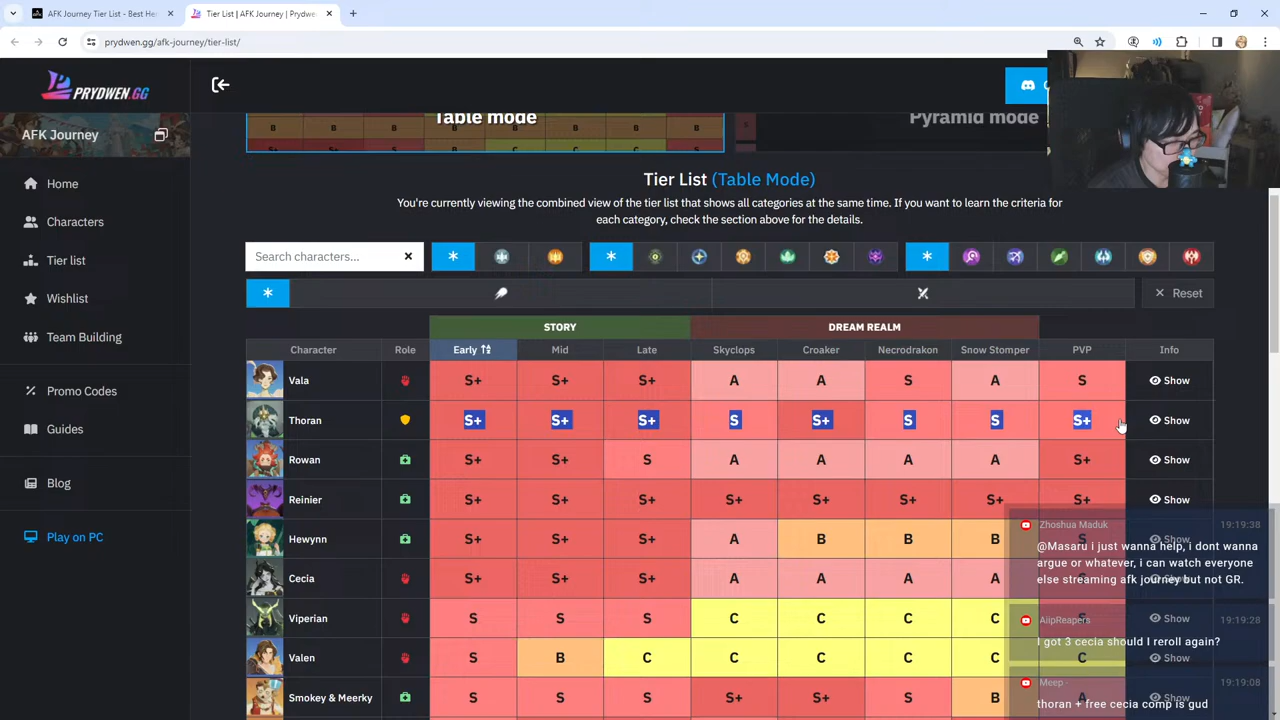 AFK Journey Tier List - Best He
Tier List | AFK Journey | Prydwe
prydwen.gg/afk-journey/tier-list/
PRYDWEN.GG
AFK Journey
Home
Characters
Tier list
Wishlist
Team Building
Promo Codes
Guides
Blog
Play on PC
B B B B B B
Table mode
Pyramid mode
Tier List (Table Mode)
You're currently viewing the combined view of the tier list that shows all categories at the same time. If you want to learn the criteria for
each category, check the section above for the details.
Search characters...
Reset
STORY DREAM REALM
Character Role Early Mid Late Skyclops Croaker Necrodrakon Snow Stomper PVP Info
Vala S+ S+ S+ A A S A S Show
Thoran S+ S+ S+ S S+ S S S+ Show
Rowan S+ S+ S A A A A S+ Show
Reinier S+ S+ S+ S+ S+ S+ S+ S+ Show
Hewynn S+ S+ S+ A B B B S Show
Cecia S+ S+ S+ A A A A Show
Viperian S S S C C C C Show
Valen S B C C C C C C Show
Smokey & Meerky S S S S+ S+ S B A Show
Zhoshua Maduk 19:19:38
@Masaru i just wanna help, i dont wanna
argue or whatever, i can watch everyone
else streaming afk journey but not GR.
AiipReapers 19:19:28
I got 3 cecia should I reroll again?
Meep - 19:19:08
thoran + free cecia comp is gud